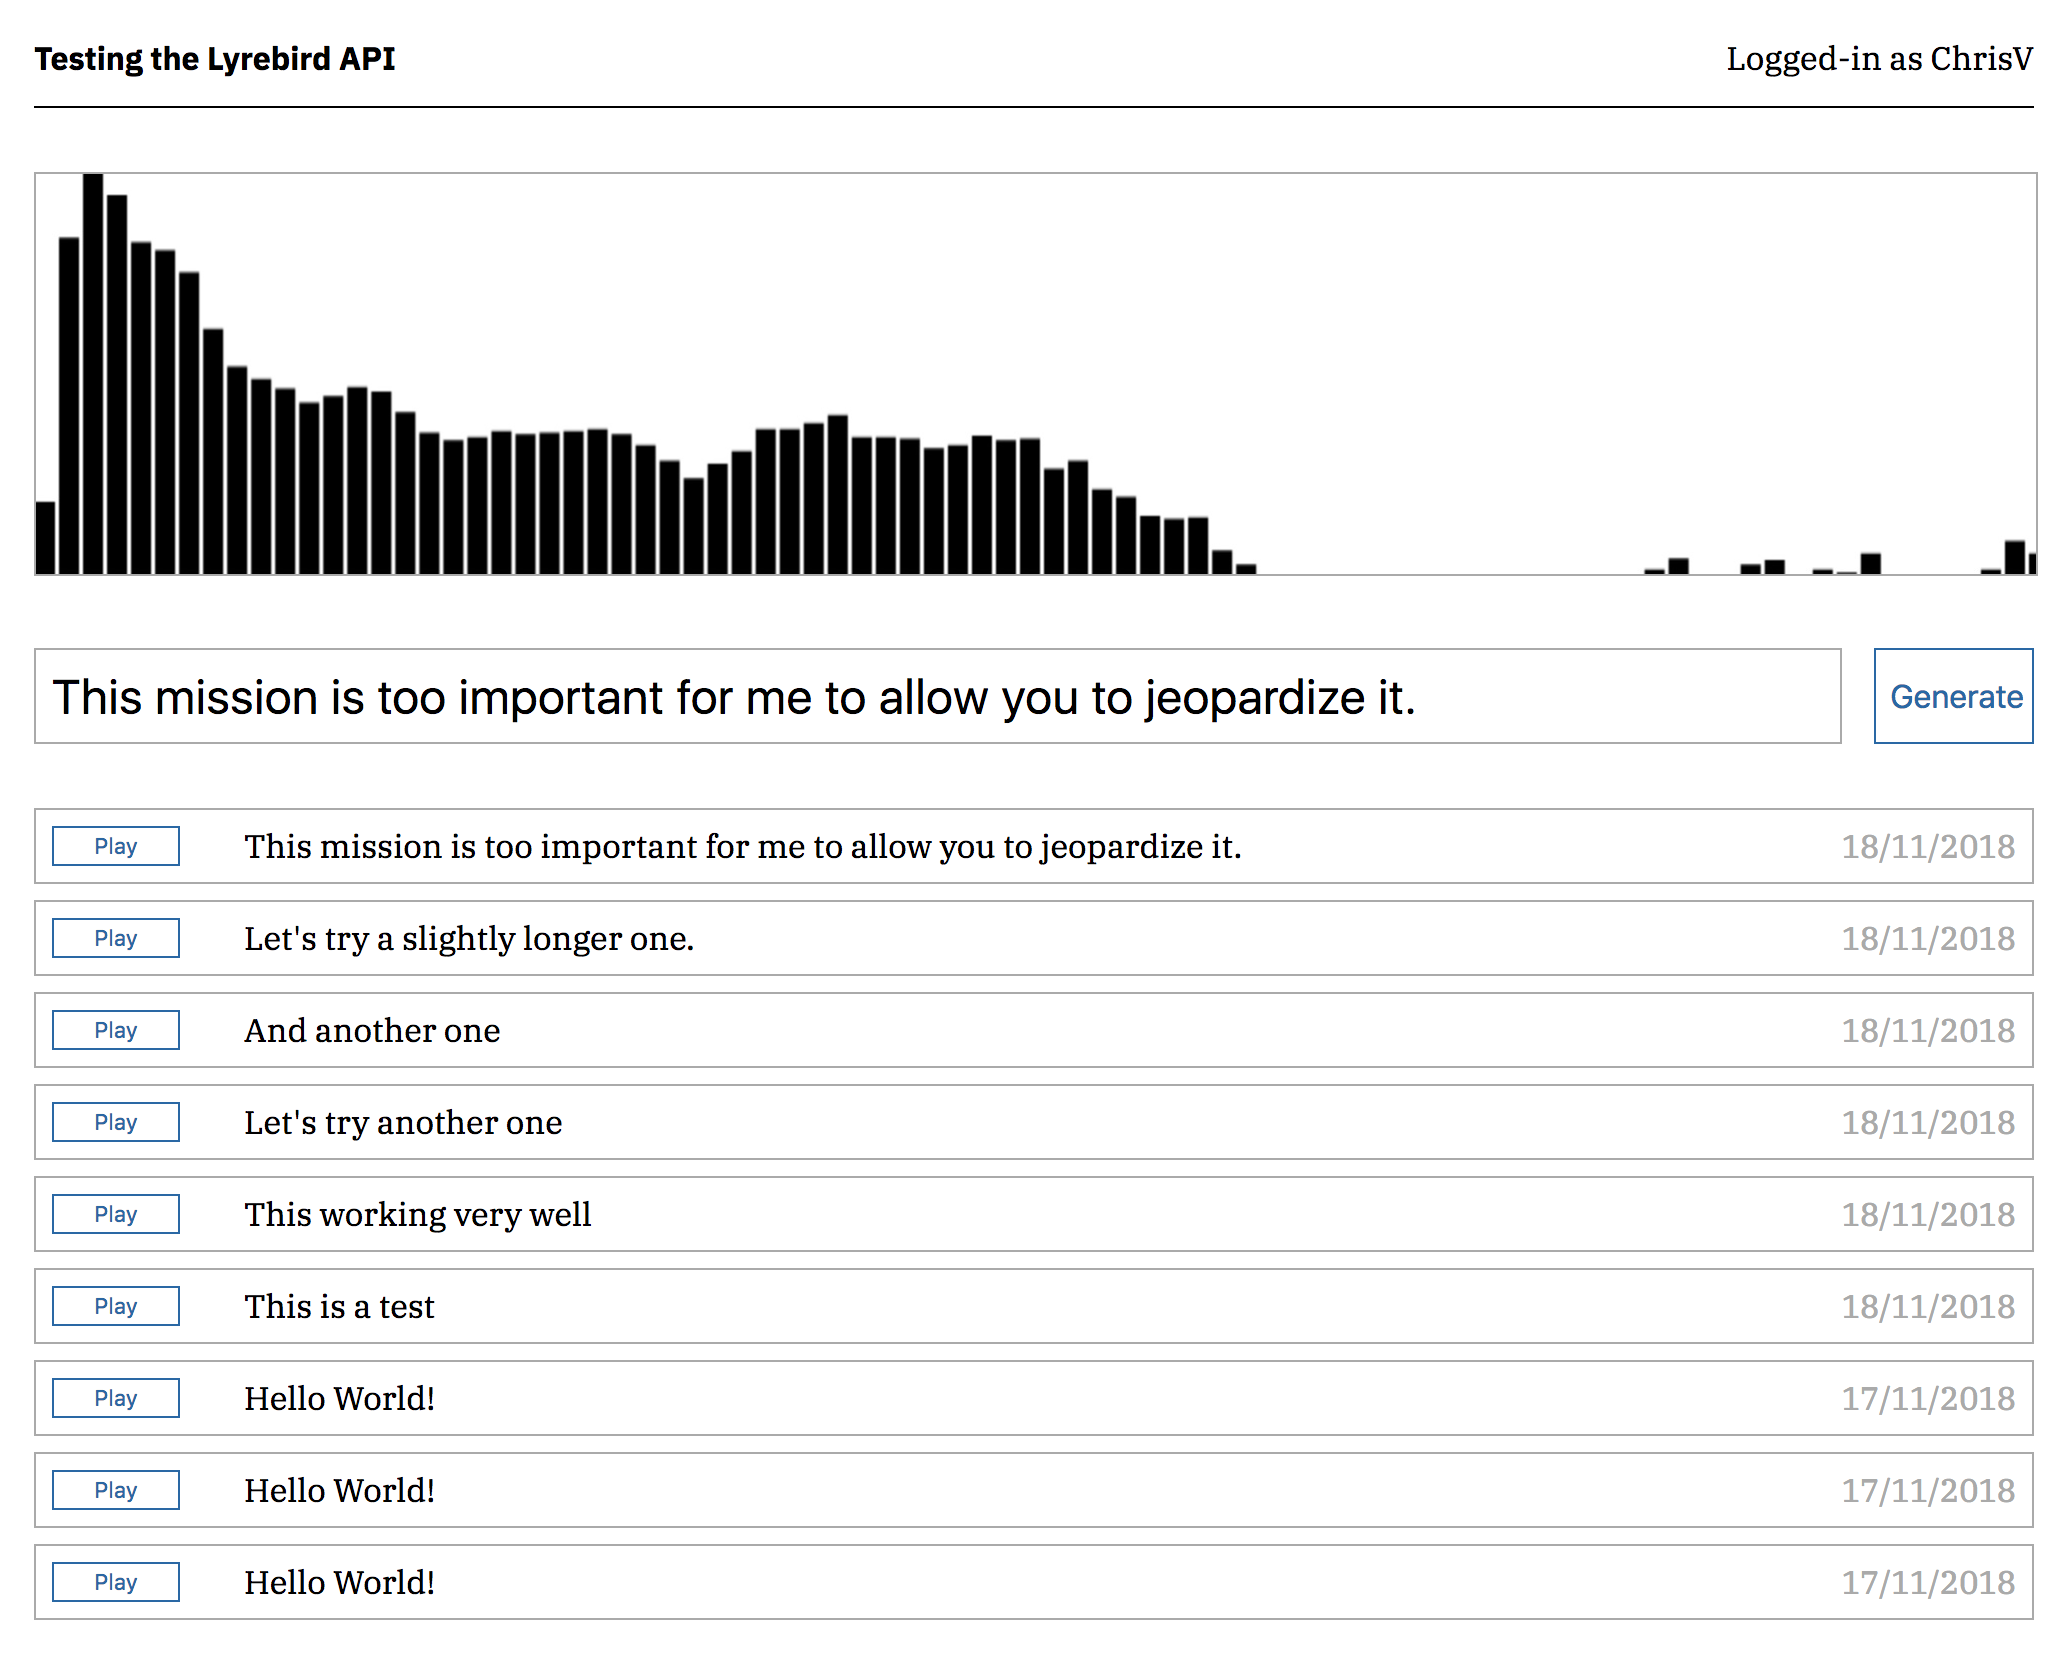 Testing the Lyrebird API
Logged-in as ChrisV
This mission is too important for me to allow you to jeopardize it.
Generate
Play This mission is too important for me to allow you to jeopardize it. 18/11/2018
Play Let's try a slightly longer one. 18/11/2018
Play And another one 18/11/2018
Play Let's try another one 18/11/2018
Play This working very well 18/11/2018
Play This is a test 18/11/2018
Play Hello World! 17/11/2018
Play Hello World! 17/11/2018
Play Hello World! 17/11/2018